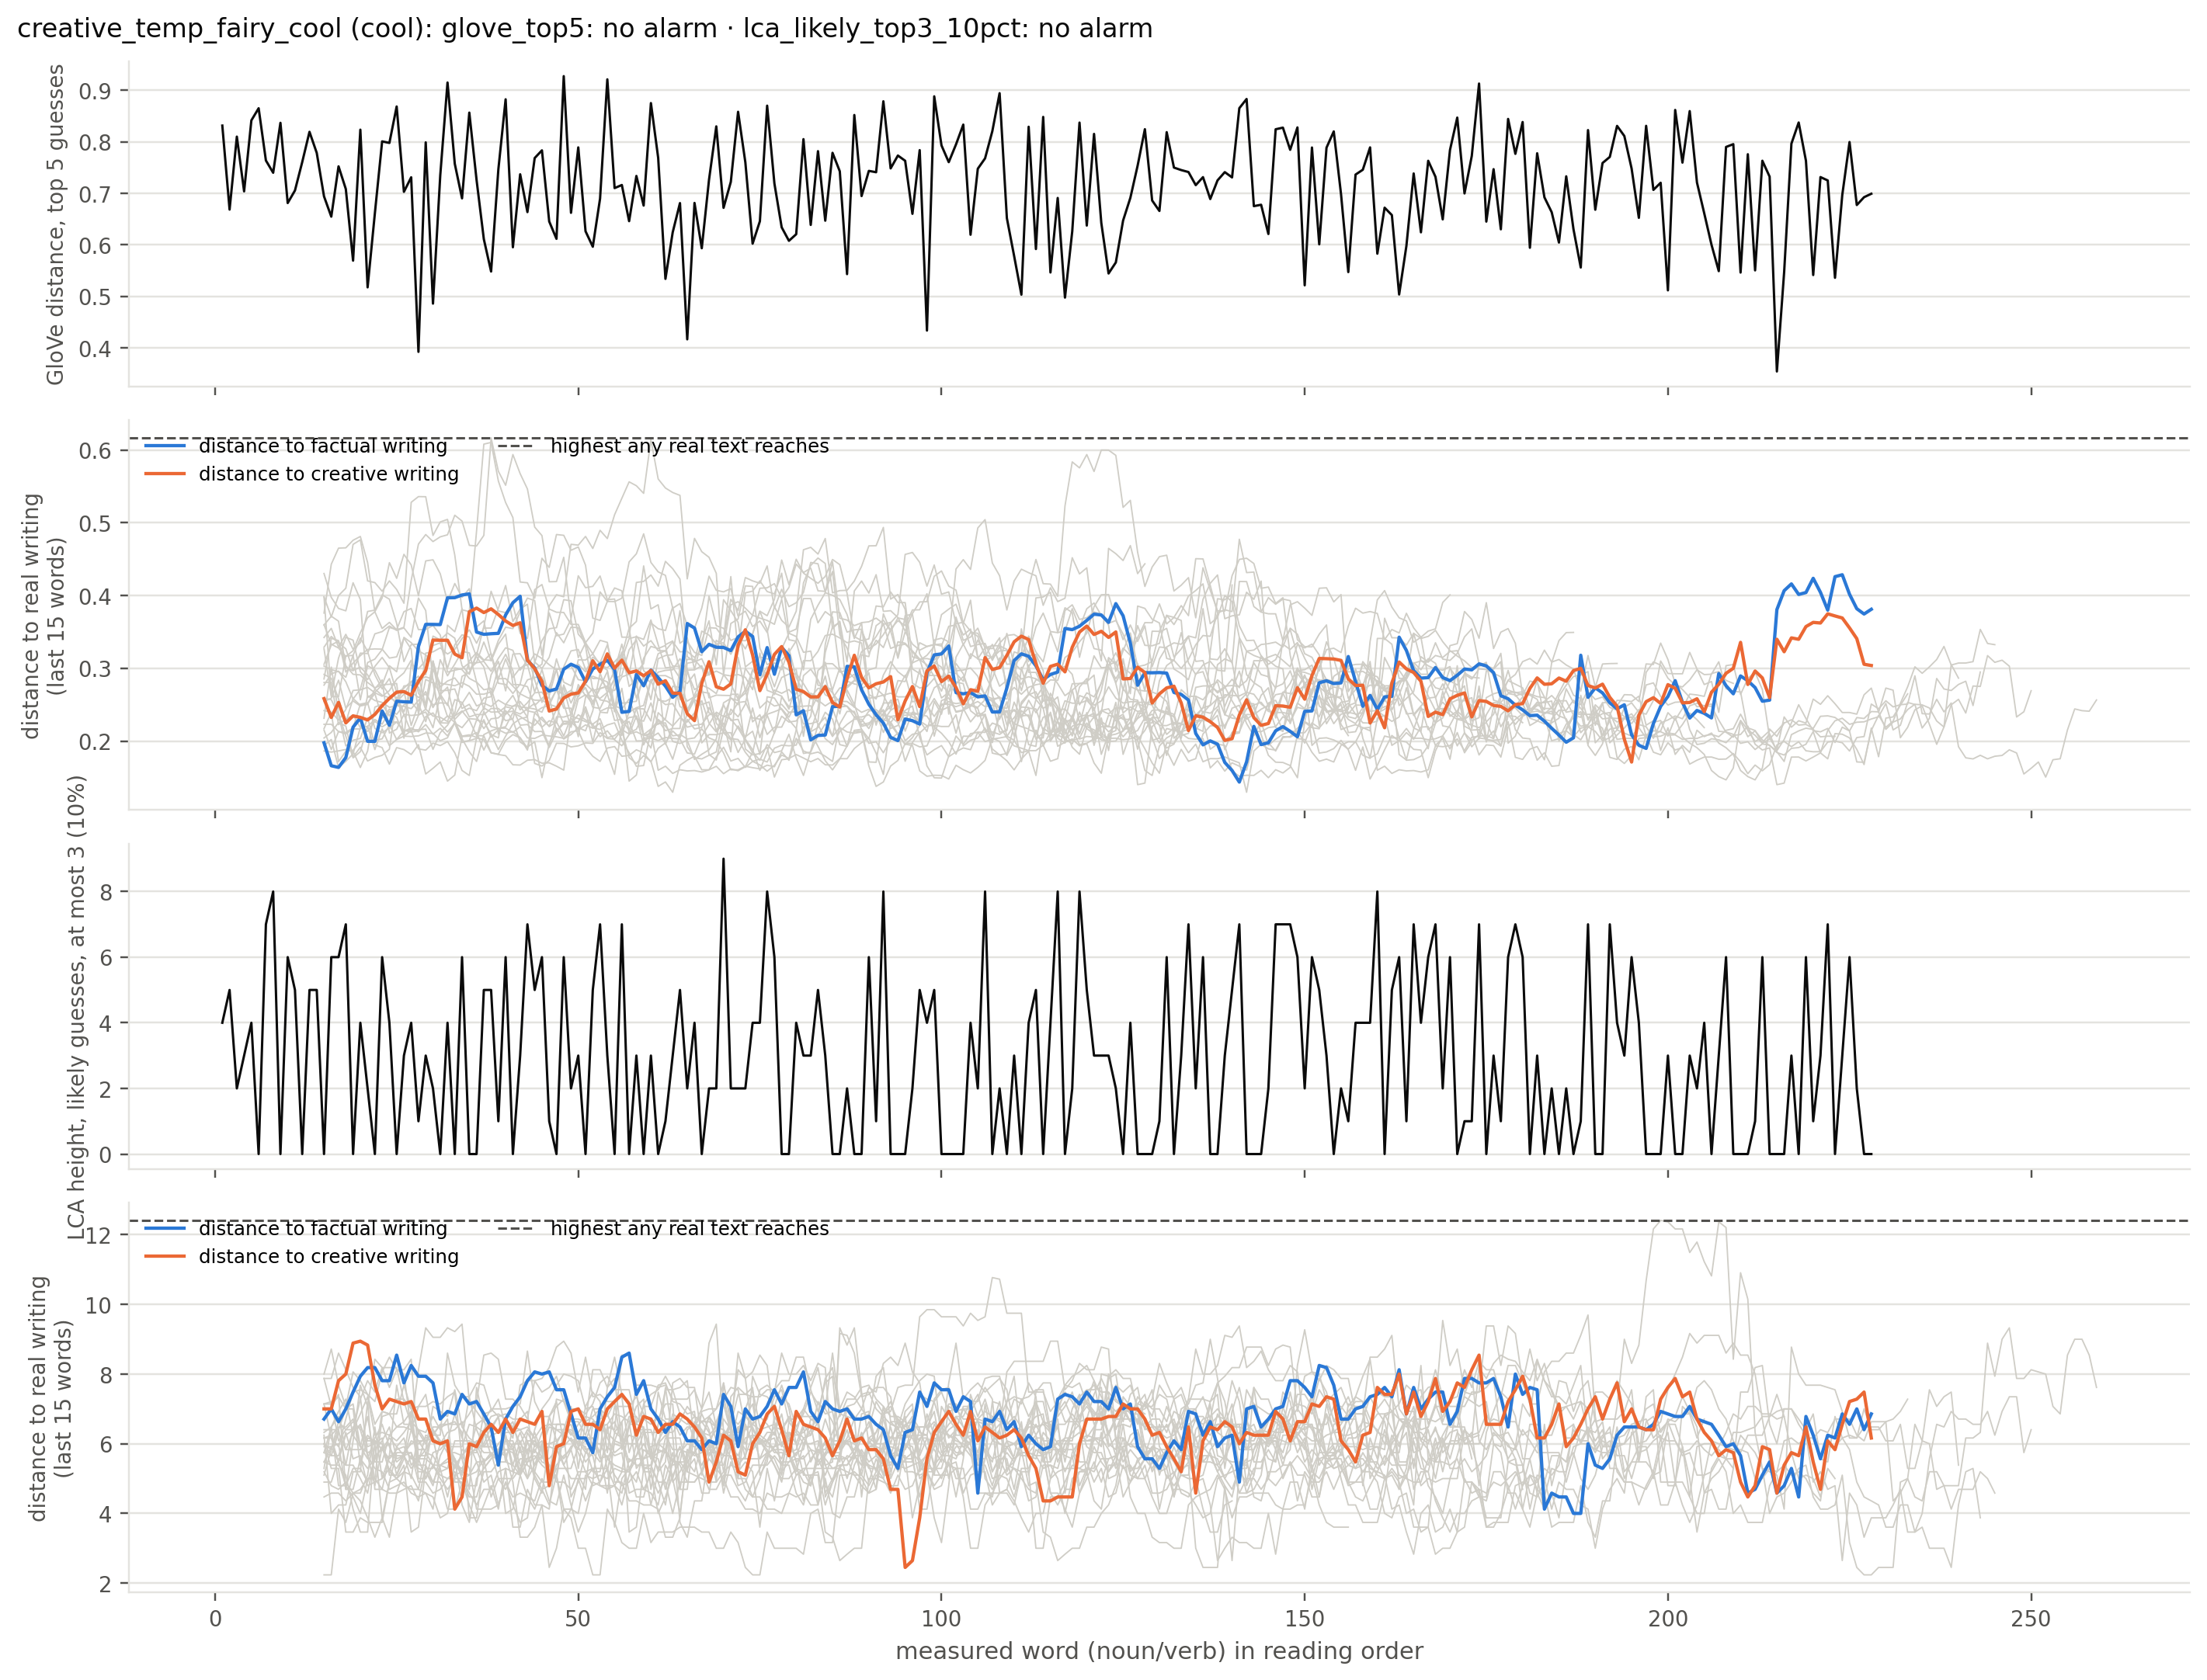 creative_temp_fairy_cool (cool): glove_top5: no alarm · lca_likely_top3_10pct: no alarm
GloVe distance, top 5 guesses
0.9
0.8
0.7
0.6
0.5
0.4
distance to real writing
(last 15 words)
distance to factual writing
distance to creative writing
highest any real text reaches
0.6
0.5
0.4
0.3
0.2
LCA height, likely guesses, at most 3 (10%)
8
6
4
2
0
distance to real writing
(last 15 words)
distance to factual writing
distance to creative writing
highest any real text reaches
12
10
8
6
4
2
0 50 100 150 200 250
measured word (noun/verb) in reading order